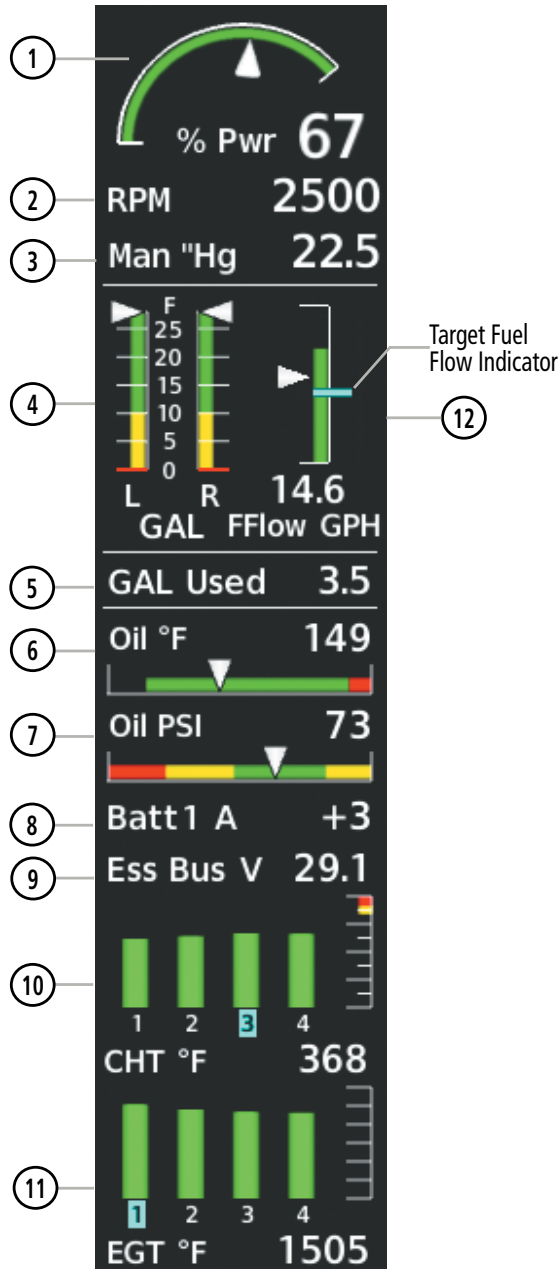 1
% Pwr 67
2 RPM 2500
3 Man "Hg 22.5
F
25
20
15
10
5
0
4
L R
GAL
Target Fuel
Flow Indicator
12
14.6
FFlow GPH
5 GAL Used 3.5
6 Oil °F 149
7 Oil PSI 73
8 Batt1 A +3
9 Ess Bus V 29.1
10
1 2 3 4
CHT °F 368
11
1 2 3 4
EGT °F 1505